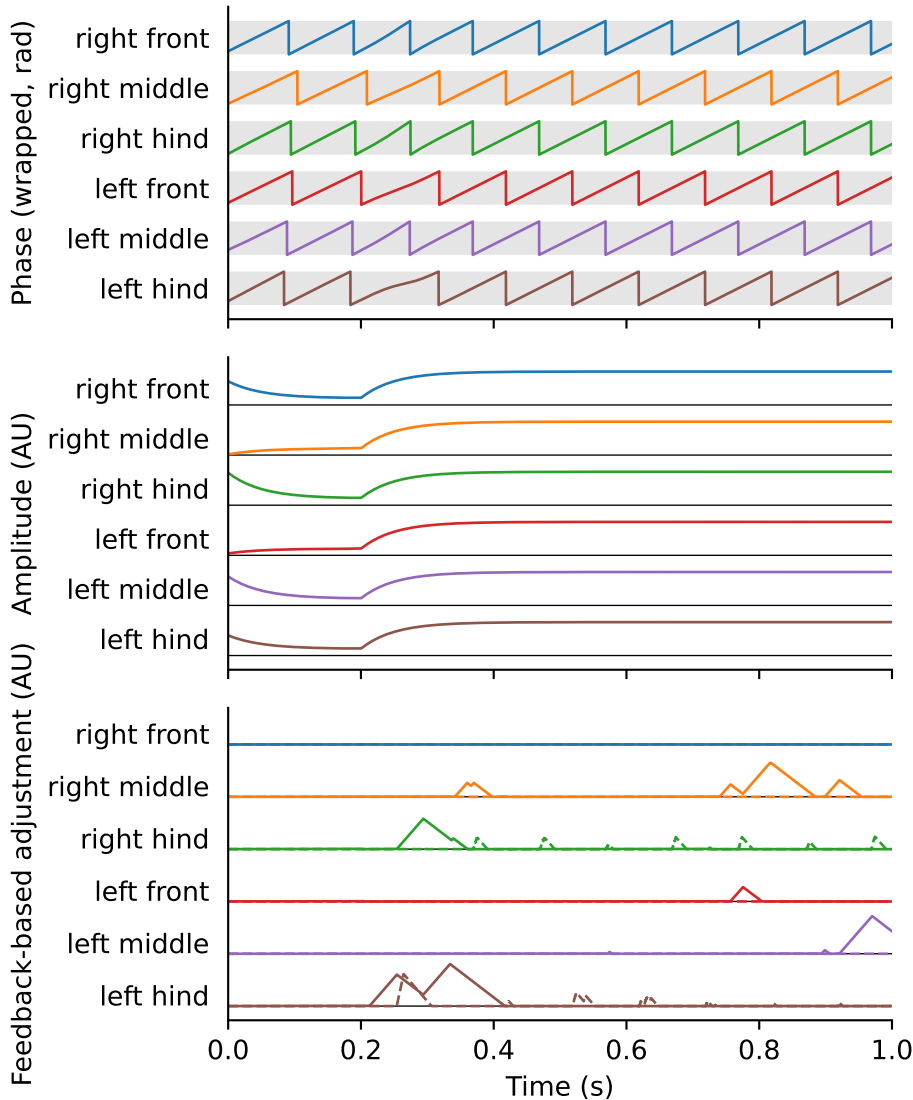 Phase (wrapped, rad)
right front
right middle
right hind
left front
left middle
left hind
Amplitude (AU)
right front
right middle
right hind
left front
left middle
left hind
Feedback-based adjustment (AU)
right front
right middle
right hind
left front
left middle
left hind
0.0 0.2 0.4 0.6 0.8 1.0
Time (s)